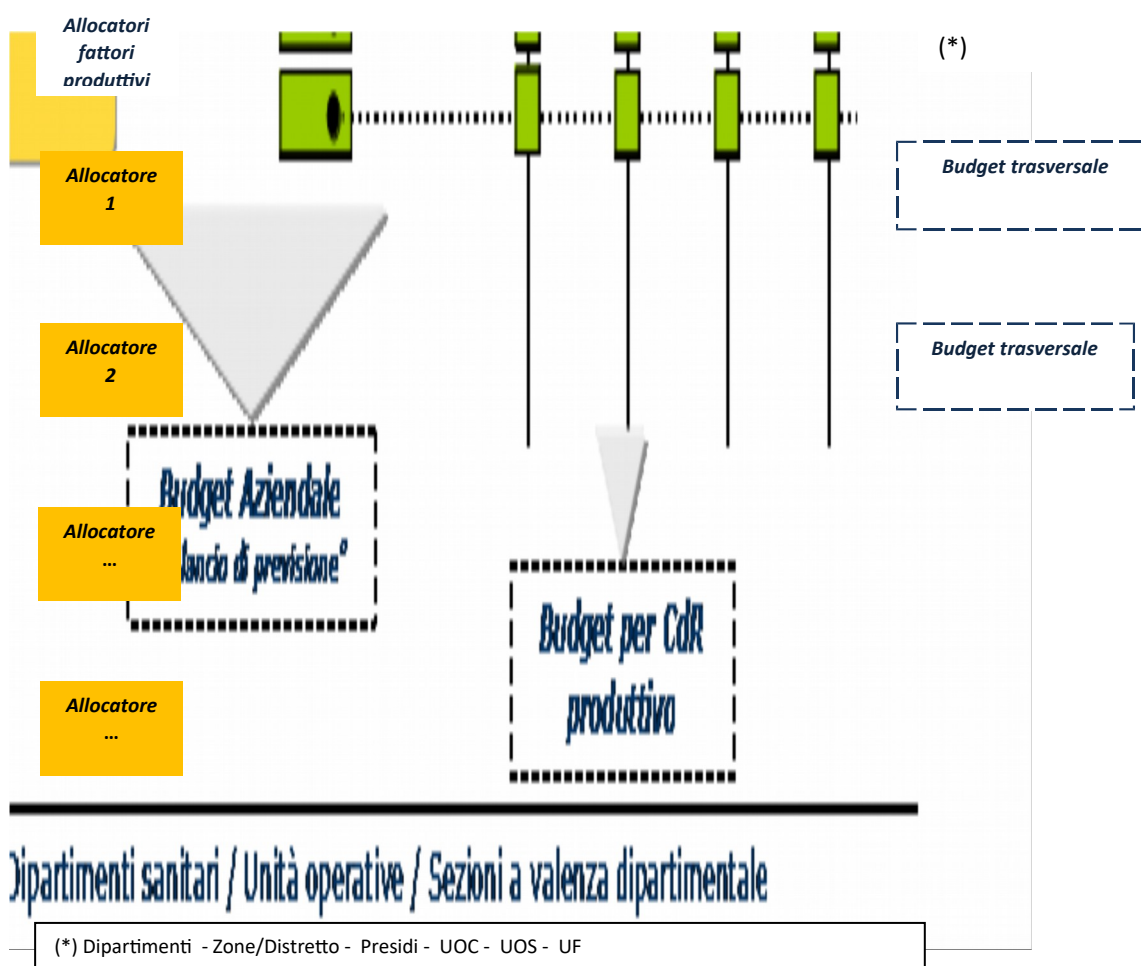 Allocatori
fattori
produttivi
(*)
Allocatore
1
Budget trasversale
Allocatore
2
Budget trasversale
Budget Aziendale
Allocatore
...
lancio di previsione"
Budget per CdR
produttivo
Allocatore
...
Dipartimenti sanitari / Unità operative / Sezioni a valenza dipartimentale
(*) Dipartimenti - Zone/Distretto - Presidi - UOC - UOS - UF